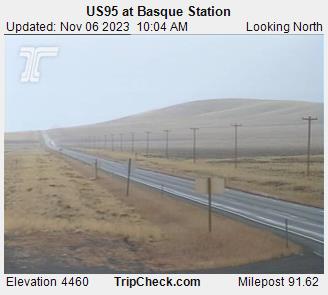 US95 at Basque Station
Updated: Nov 06 2023 10:04 AM Looking North
Elevation 4460 TripCheck.com Milepost 91.62